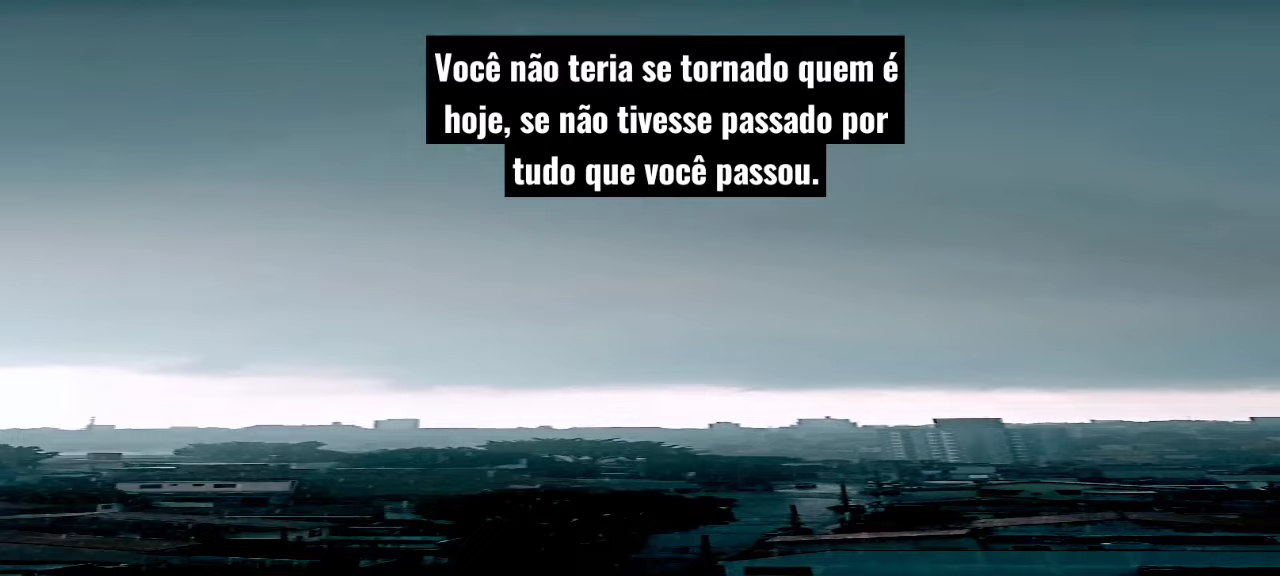 Você não teria se tornado quem é
hoje, se não tivesse passado por
tudo que você passou.